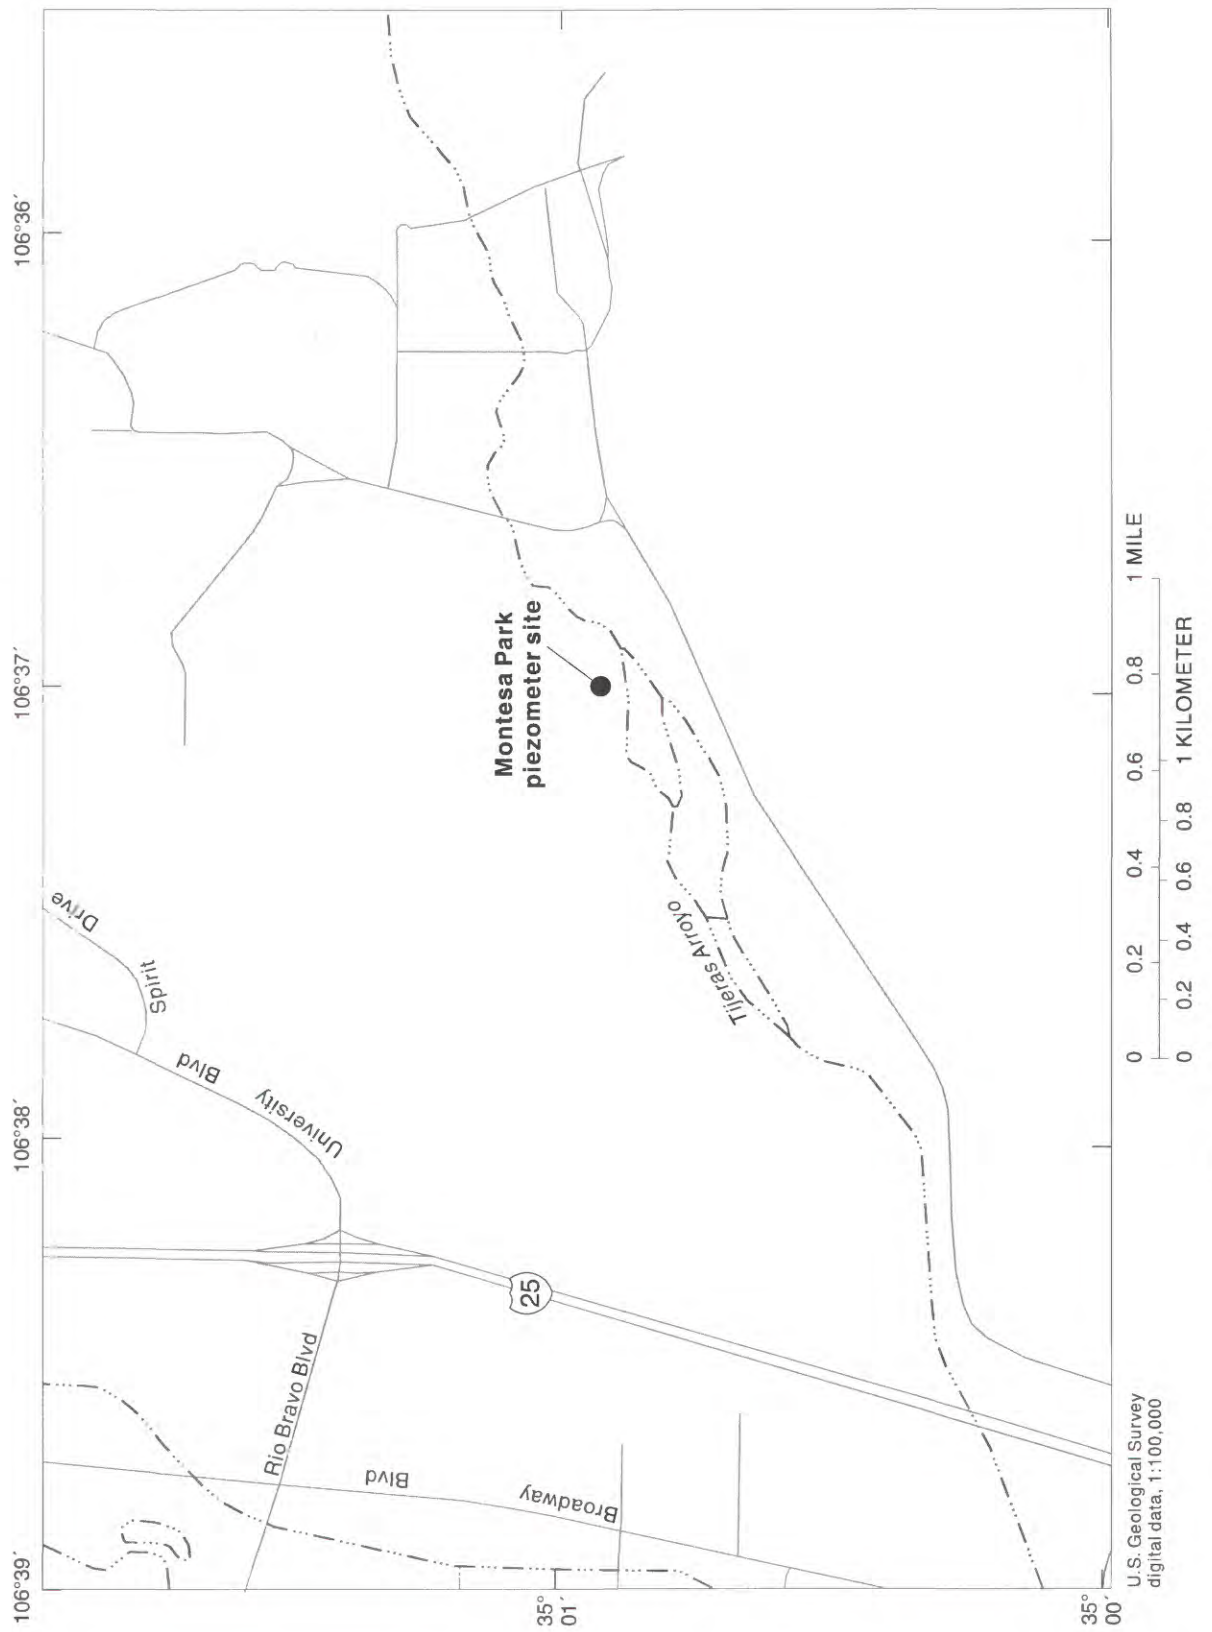 106°39´
106°38´
106°37´
106°36´
Drive
Spirit
Blvd
University
Rio Bravo Blvd
Blvd
Broadway
25
Montesa Park
piezometer site
Tijeras Arroyo
35°
01´
35°
00´
U.S. Geological Survey
digital data, 1:100,000
0 0.2 0.4 0.6 0.8 1 MILE
0 0.2 0.4 0.6 0.8 1 KILOMETER